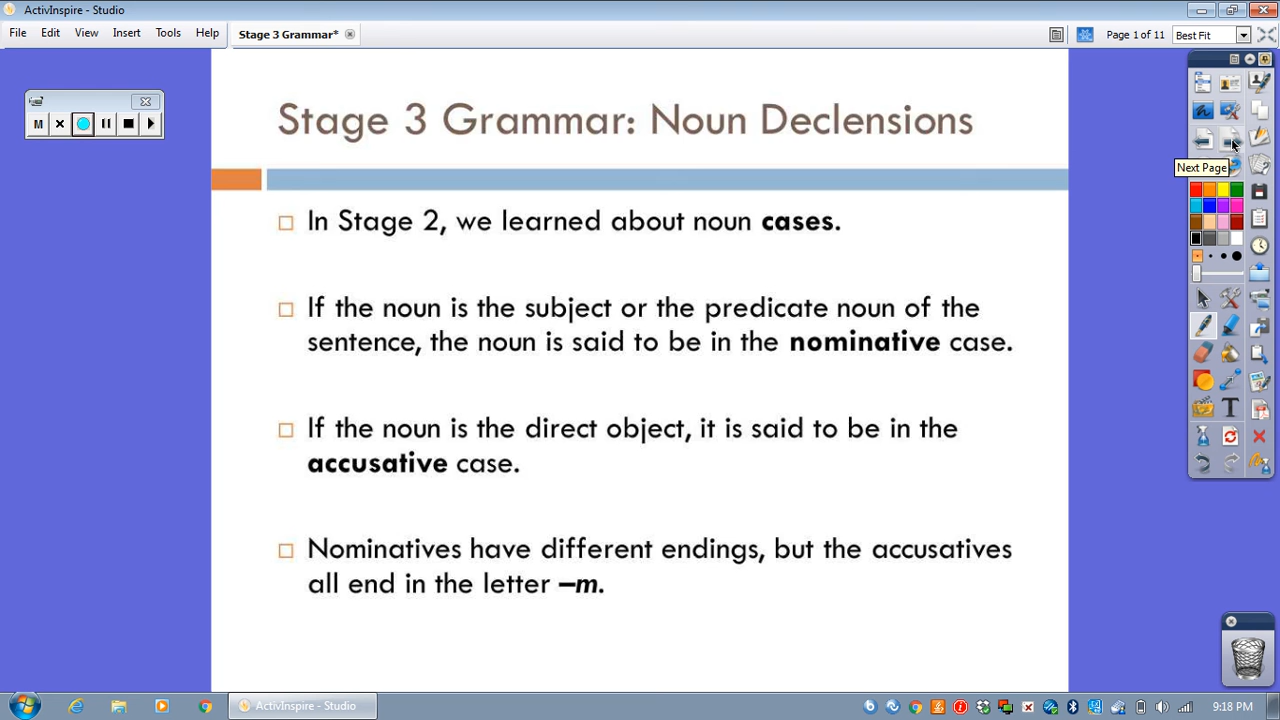 ActivInspire - Studio
File Edit View Insert Tools Help
Stage 3 Grammar*
Page 1 of 11
Best Fit
M
Stage 3 Grammar: Noun Declensions
Next Page
In Stage 2, we learned about noun cases.
If the noun is the subject or the predicate noun of the
sentence, the noun is said to be in the nominative case.
If the noun is the direct object, it is said to be in the
accusative case.
Nominatives have different endings, but the accusatives
all end in the letter –m.
T
ActivInspire - Studio
9:18 PM